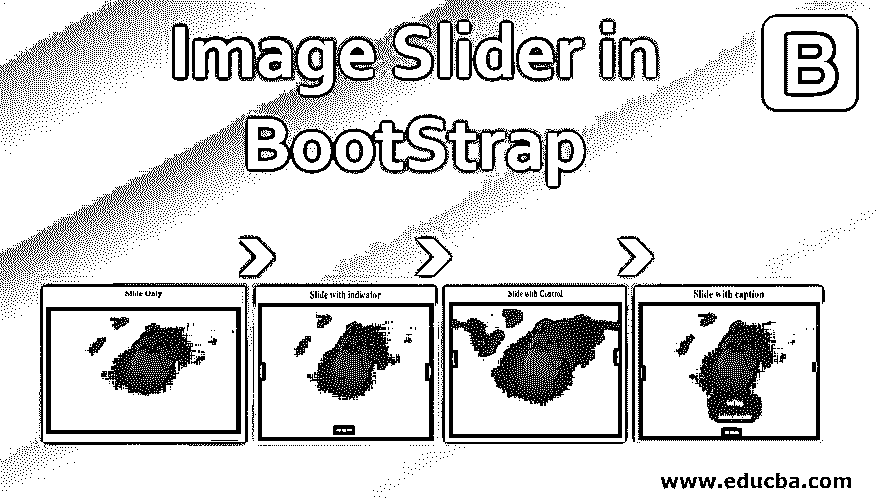 Image Slider in
BootStrap
B
Slide Only
Slide with indicator
Slide with Control
Slide with caption
www.educba.com